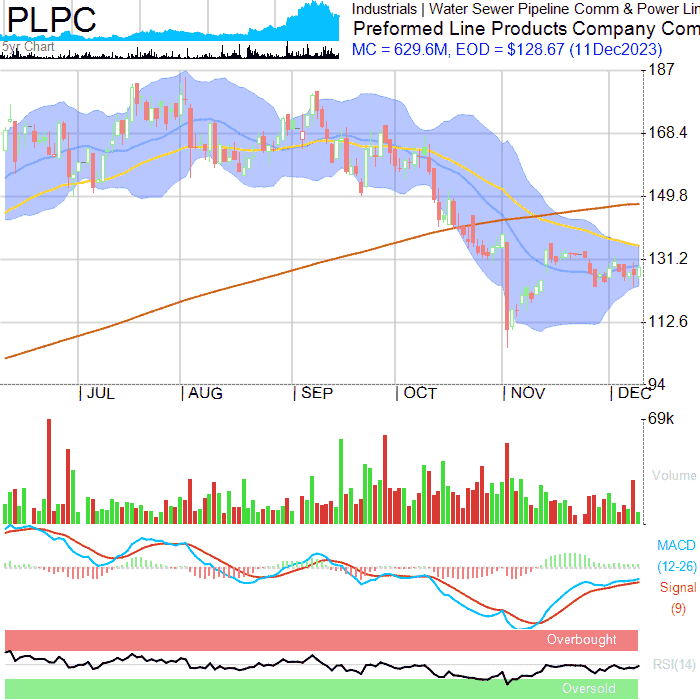 PLPC
5yr Chart
Industrials | Water Sewer Pipeline Comm & Power Lin
Preformed Line Products Company Com
MC = 629.6M, EOD = $128.67 (11Dec2023)
187
168.4
149.8
131.2
112.6
94
JUL
AUG
SEP
OCT
NOV
DEC
69k
Volume
MACD
(12-26)
Signal
(9)
Overbought
RSI(14)
Oversold